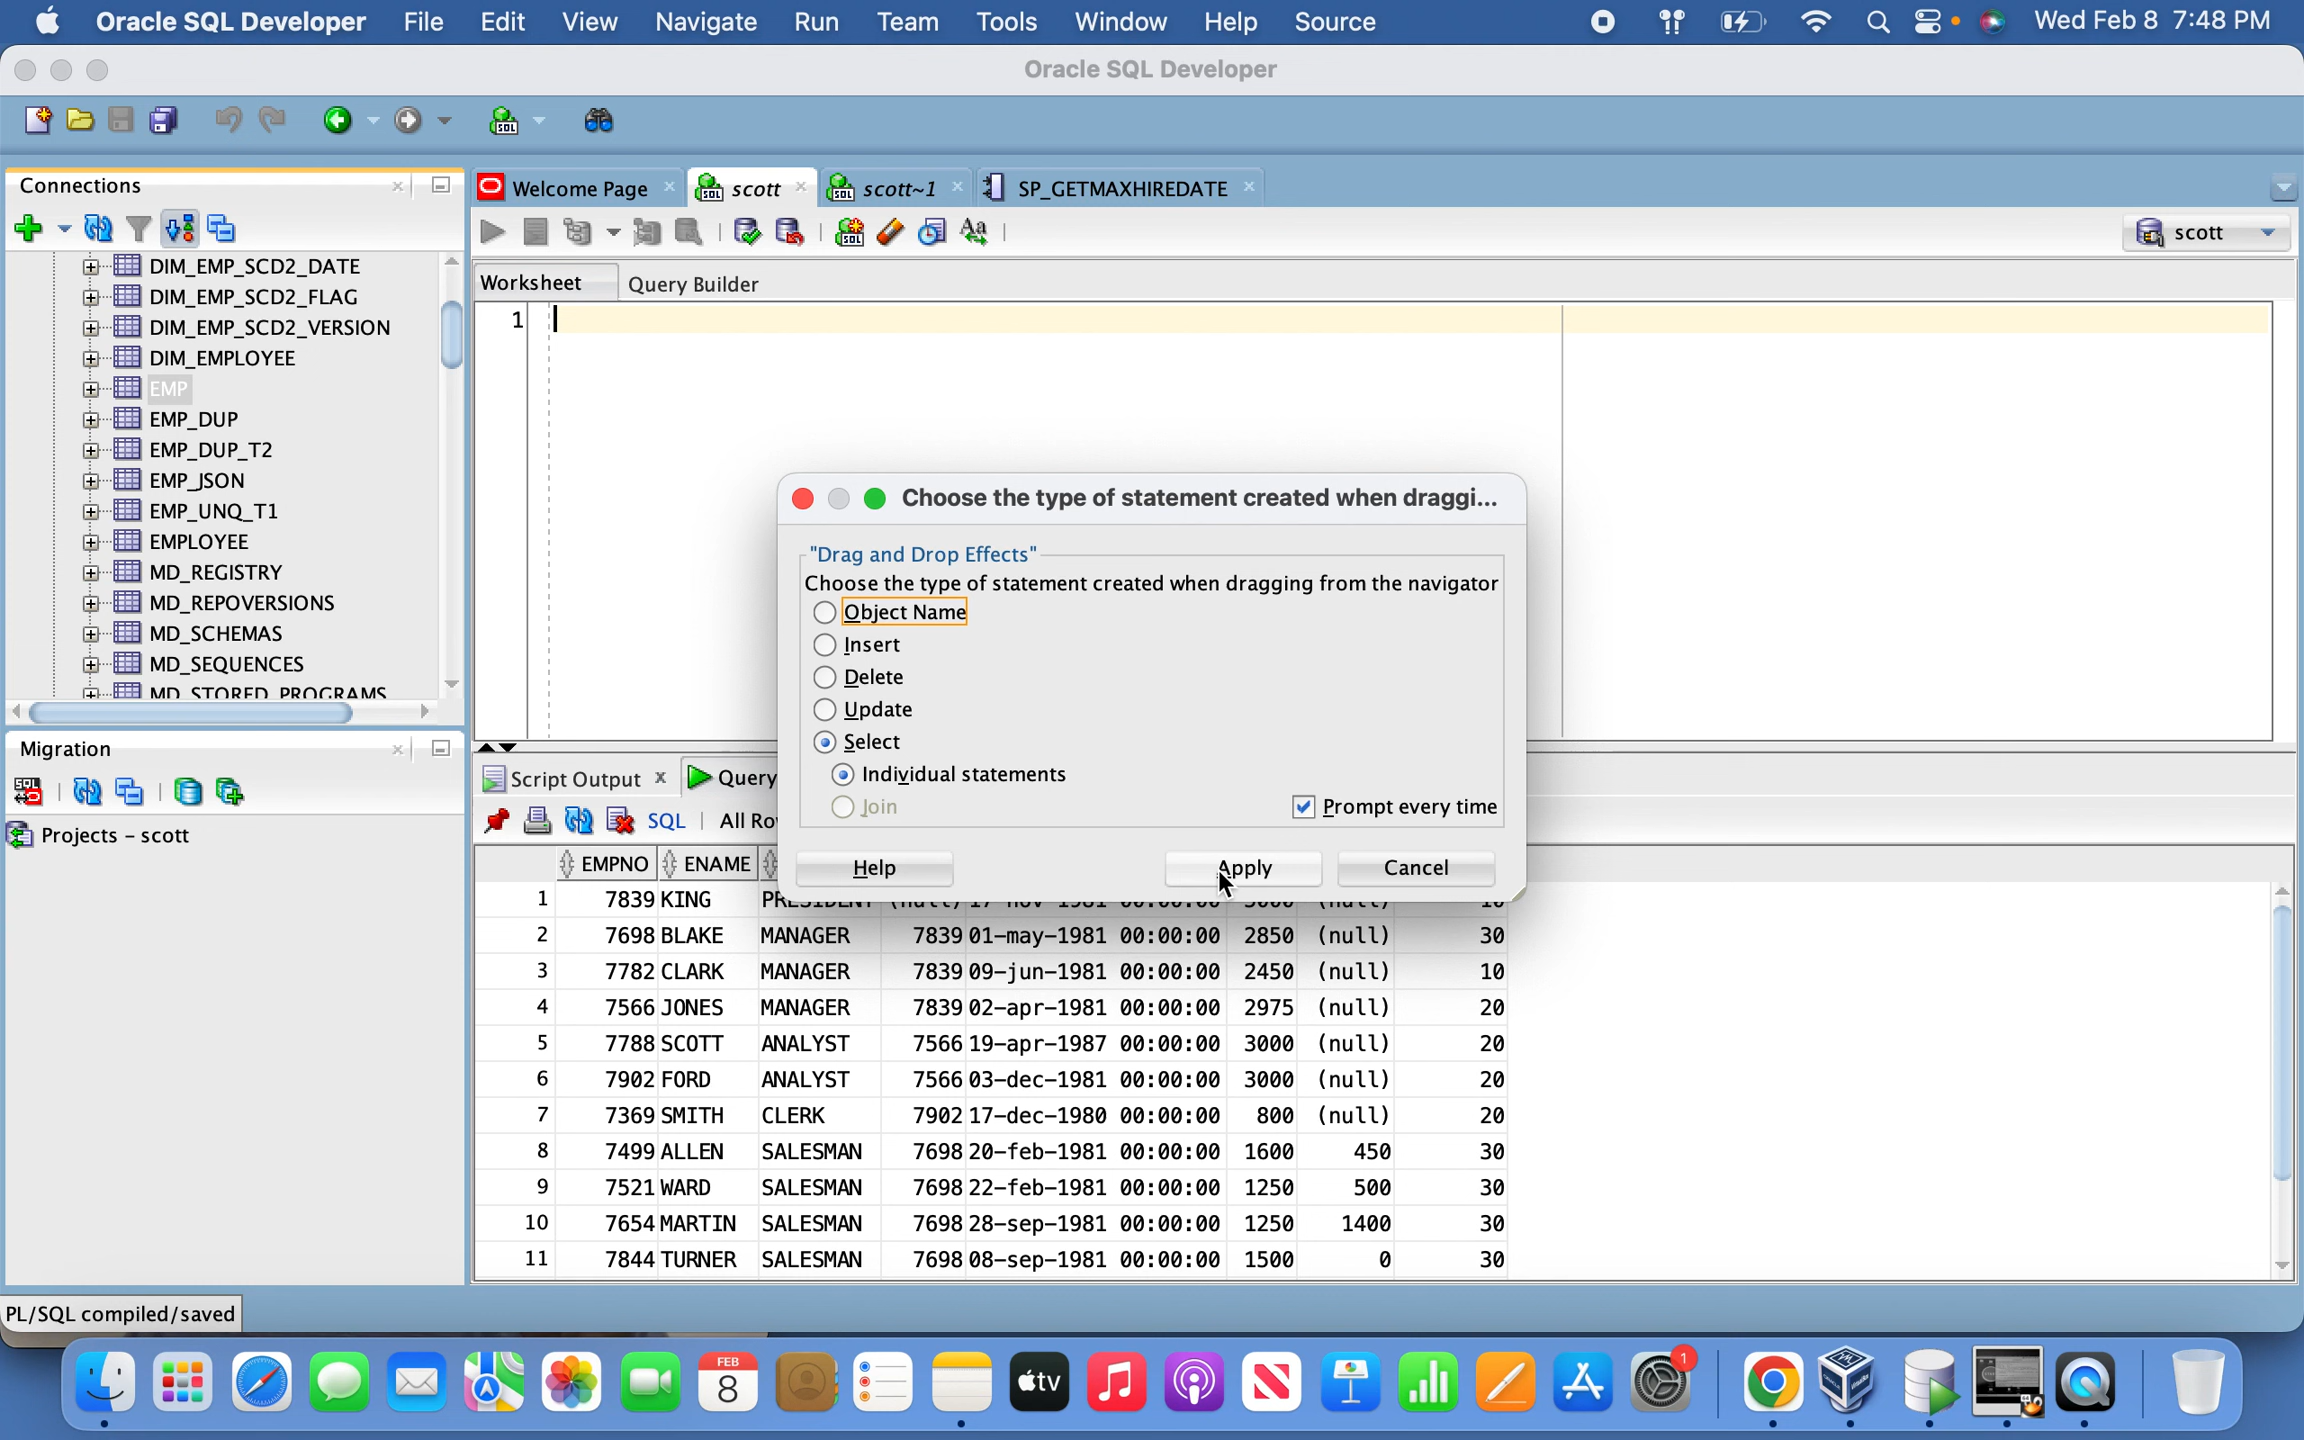 Oracle SQL Developer File Edit View Navigate Run Team Tools Window Help Source Wed Feb 8 7:48 PM
Oracle SQL Developer
Connections
Welcome Page scott scott~1 SP_GETMAXHIREDATE
scott
Worksheet Query Builder
1
DIM_EMP_SCD2_DATE
DIM_EMP_SCD2_FLAG
DIM_EMP_SCD2_VERSION
DIM_EMPLOYEE
EMP
EMP_DUP
EMP_DUP_T2
EMP_JSON
EMP_UNQ_T1
EMPLOYEE
MD_REGISTRY
MD_REPOVERSIONS
MD_SCHEMAS
MD_SEQUENCES
MD_STORED_PROGRAMS
Migration
Projects - scott
Choose the type of statement created when draggi...
"Drag and Drop Effects"
Choose the type of statement created when dragging from the navigator
Object Name
Insert
Delete
Update
Select
Individual statements
Join
Prompt every time
Help Apply Cancel
Script Output Query
SQL All Ro
EMPNO ENAME
1 7839 KING
2 7698 BLAKE MANAGER 7839 01-may-1981 00:00:00 2850 (null) 30
3 7782 CLARK MANAGER 7839 09-jun-1981 00:00:00 2450 (null) 10
4 7566 JONES MANAGER 7839 02-apr-1981 00:00:00 2975 (null) 20
5 7788 SCOTT ANALYST 7566 19-apr-1987 00:00:00 3000 (null) 20
6 7902 FORD ANALYST 7566 03-dec-1981 00:00:00 3000 (null) 20
7 7369 SMITH CLERK 7902 17-dec-1980 00:00:00 800 (null) 20
8 7499 ALLEN SALESMAN 7698 20-feb-1981 00:00:00 1600 450 30
9 7521 WARD SALESMAN 7698 22-feb-1981 00:00:00 1250 500 30
10 7654 MARTIN SALESMAN 7698 28-sep-1981 00:00:00 1250 1400 30
11 7844 TURNER SALESMAN 7698 08-sep-1981 00:00:00 1500 0 30
PL/SQL compiled/saved
FEB
8
tv
1